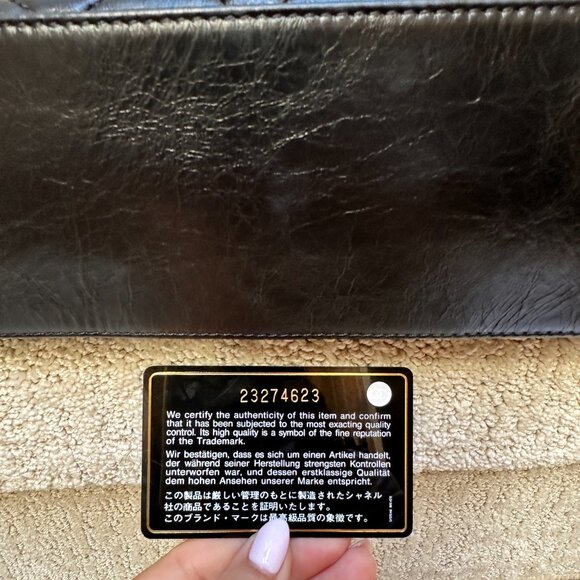 23274623
We certify the authenticity of this item and confirm
that it has been subjected to the most exacting quality
control. Its high quality is a symbol of the fine reputation
of the Trademark.
Wir bestätigen, dass es sich um einen Artikel handelt,
der während seiner Herstellung strengsten Kontrollen
unterworfen war, und dessen erstklassige Qualität
dem hohen Ansehen unserer Marke entspricht.
この製品は厳しい管理のもとに製造されたシャネル
社の商品であることを証明いたします。
このブランド・マークは最高級品質の象徴です。